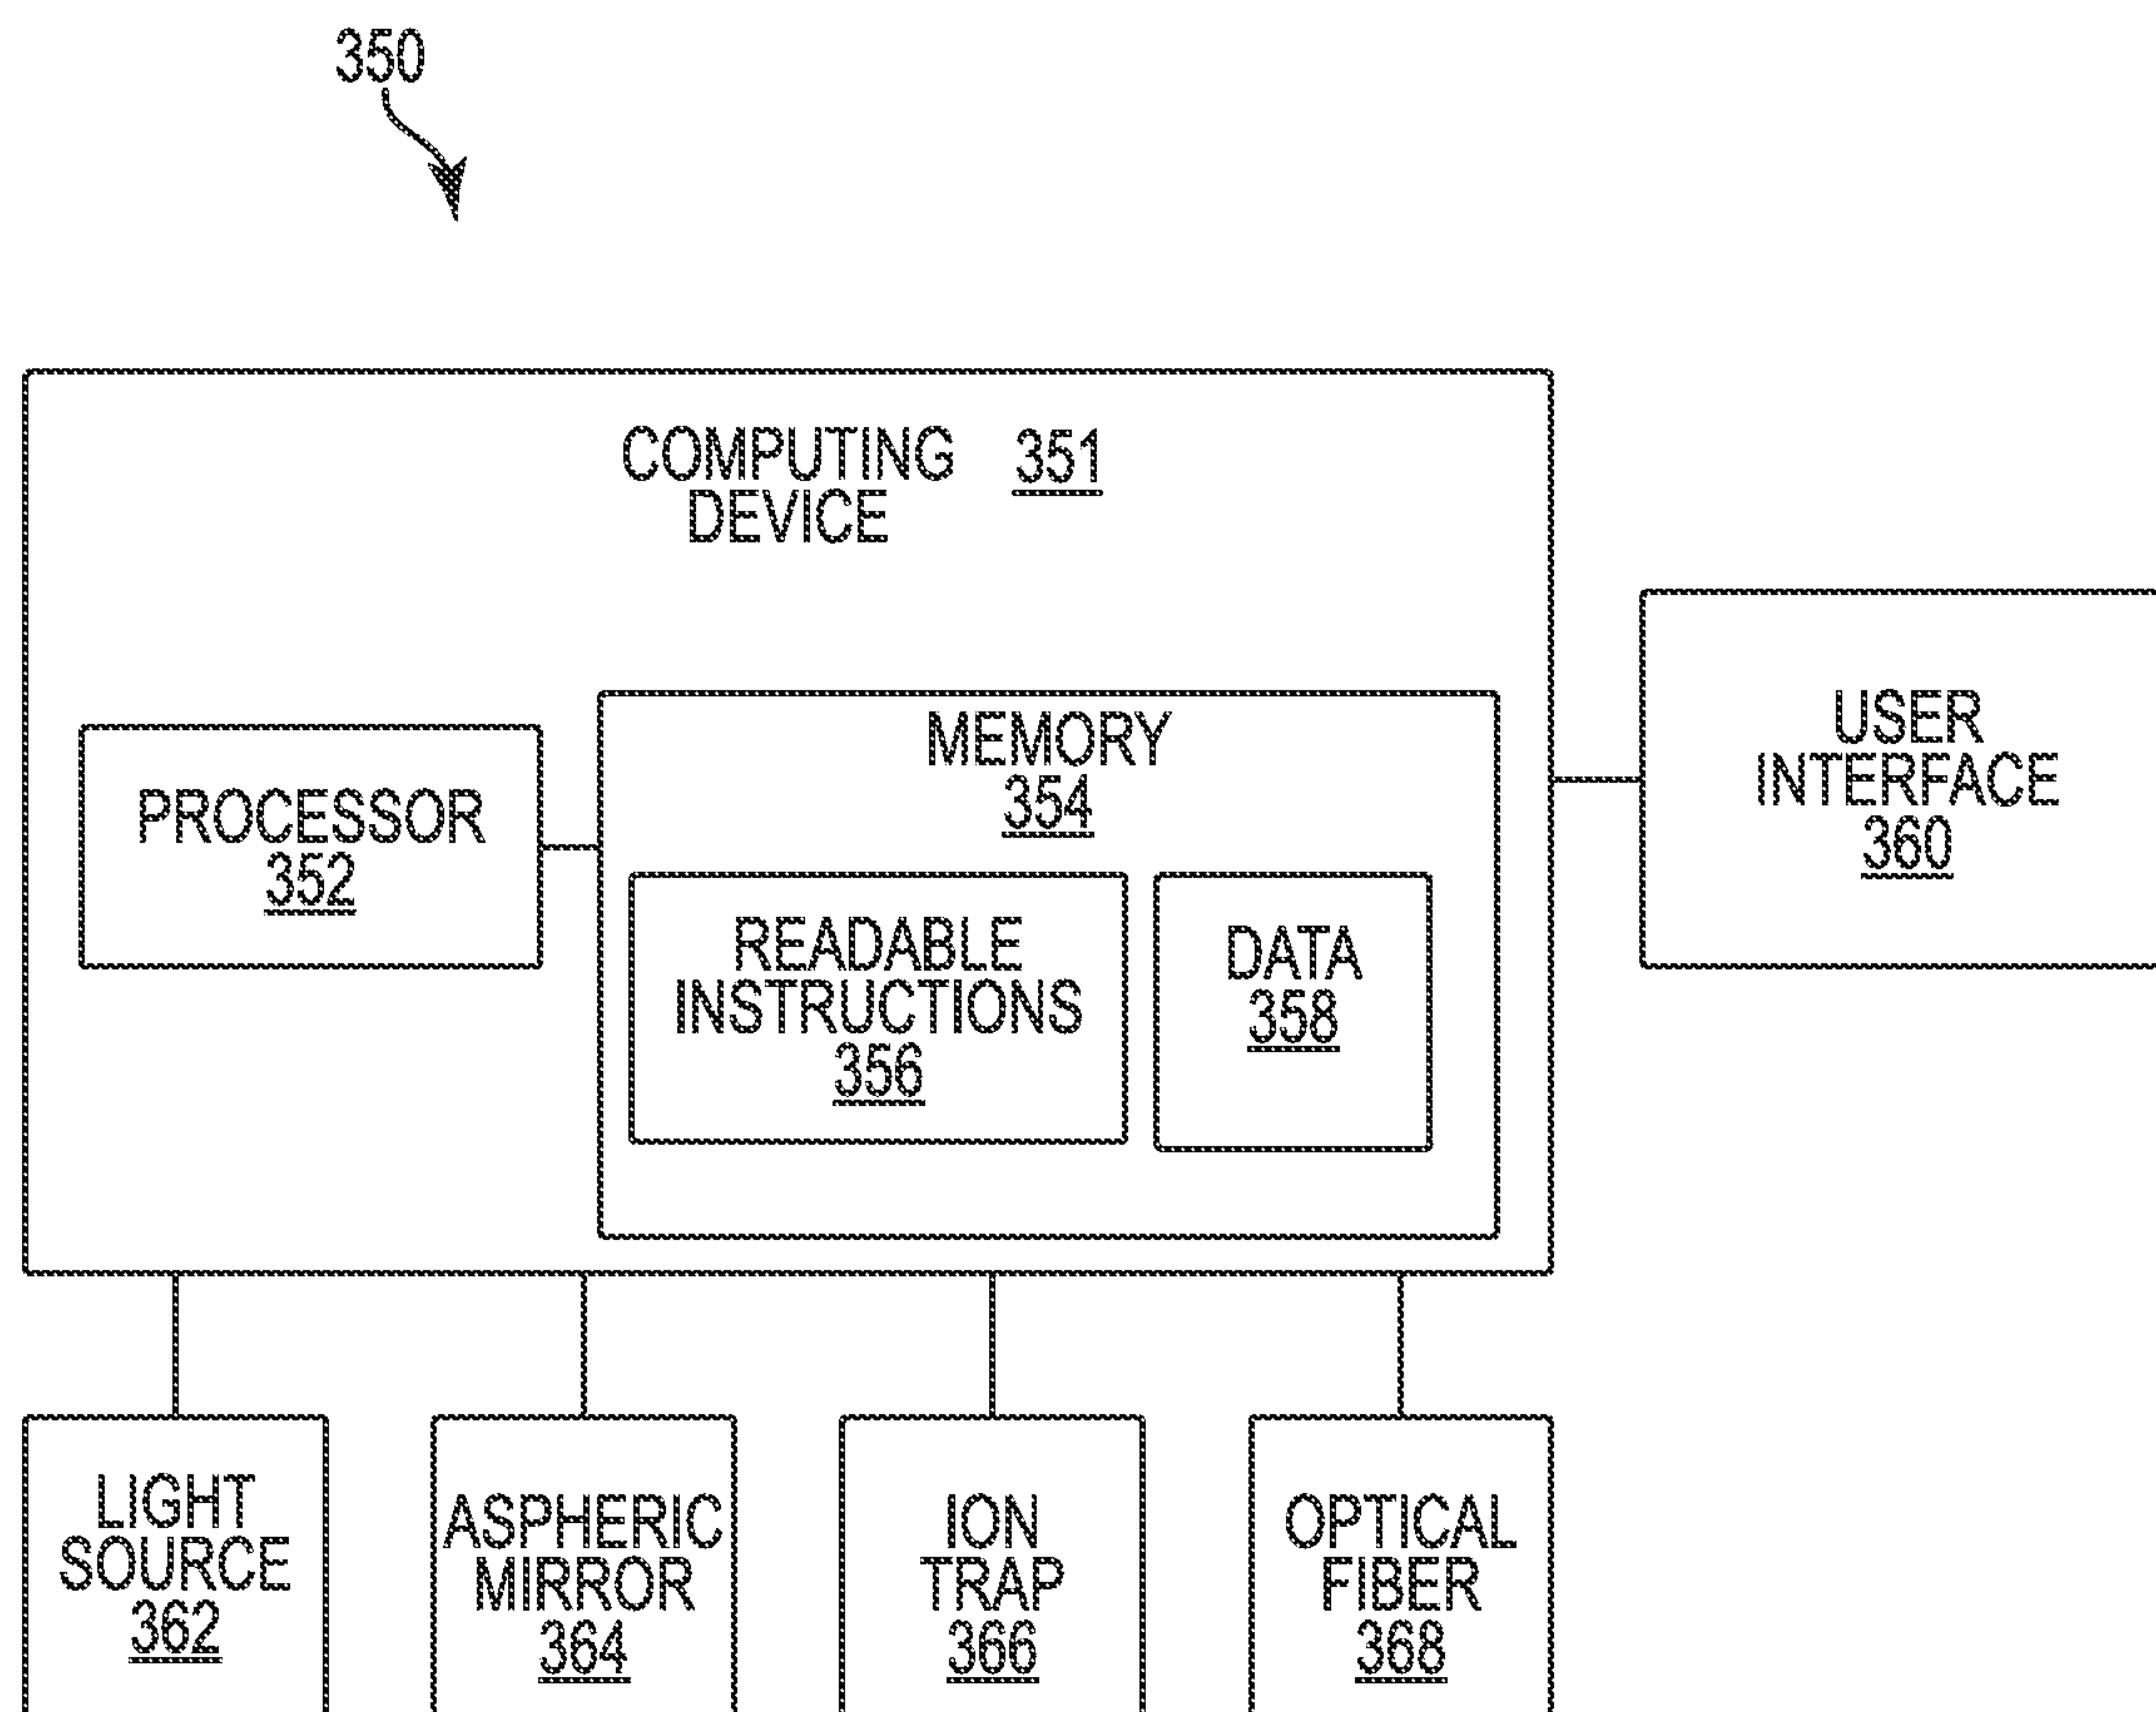 350
COMPUTING 351
DEVICE
PROCESSOR
352
MEMORY
354
READABLE
INSTRUCTIONS
356
DATA
358
USER
INTERFACE
360
LIGHT
SOURCE
362
ASPHERIC
MIRROR
364
ION
TRAP
366
OPTICAL
FIBER
368